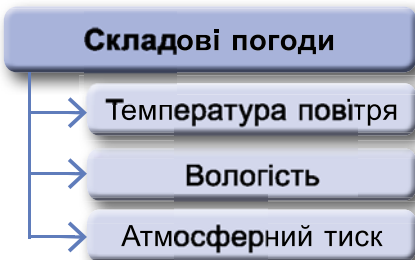 Складові погоди
Температура повітря
Вологість
Атмосферний тиск